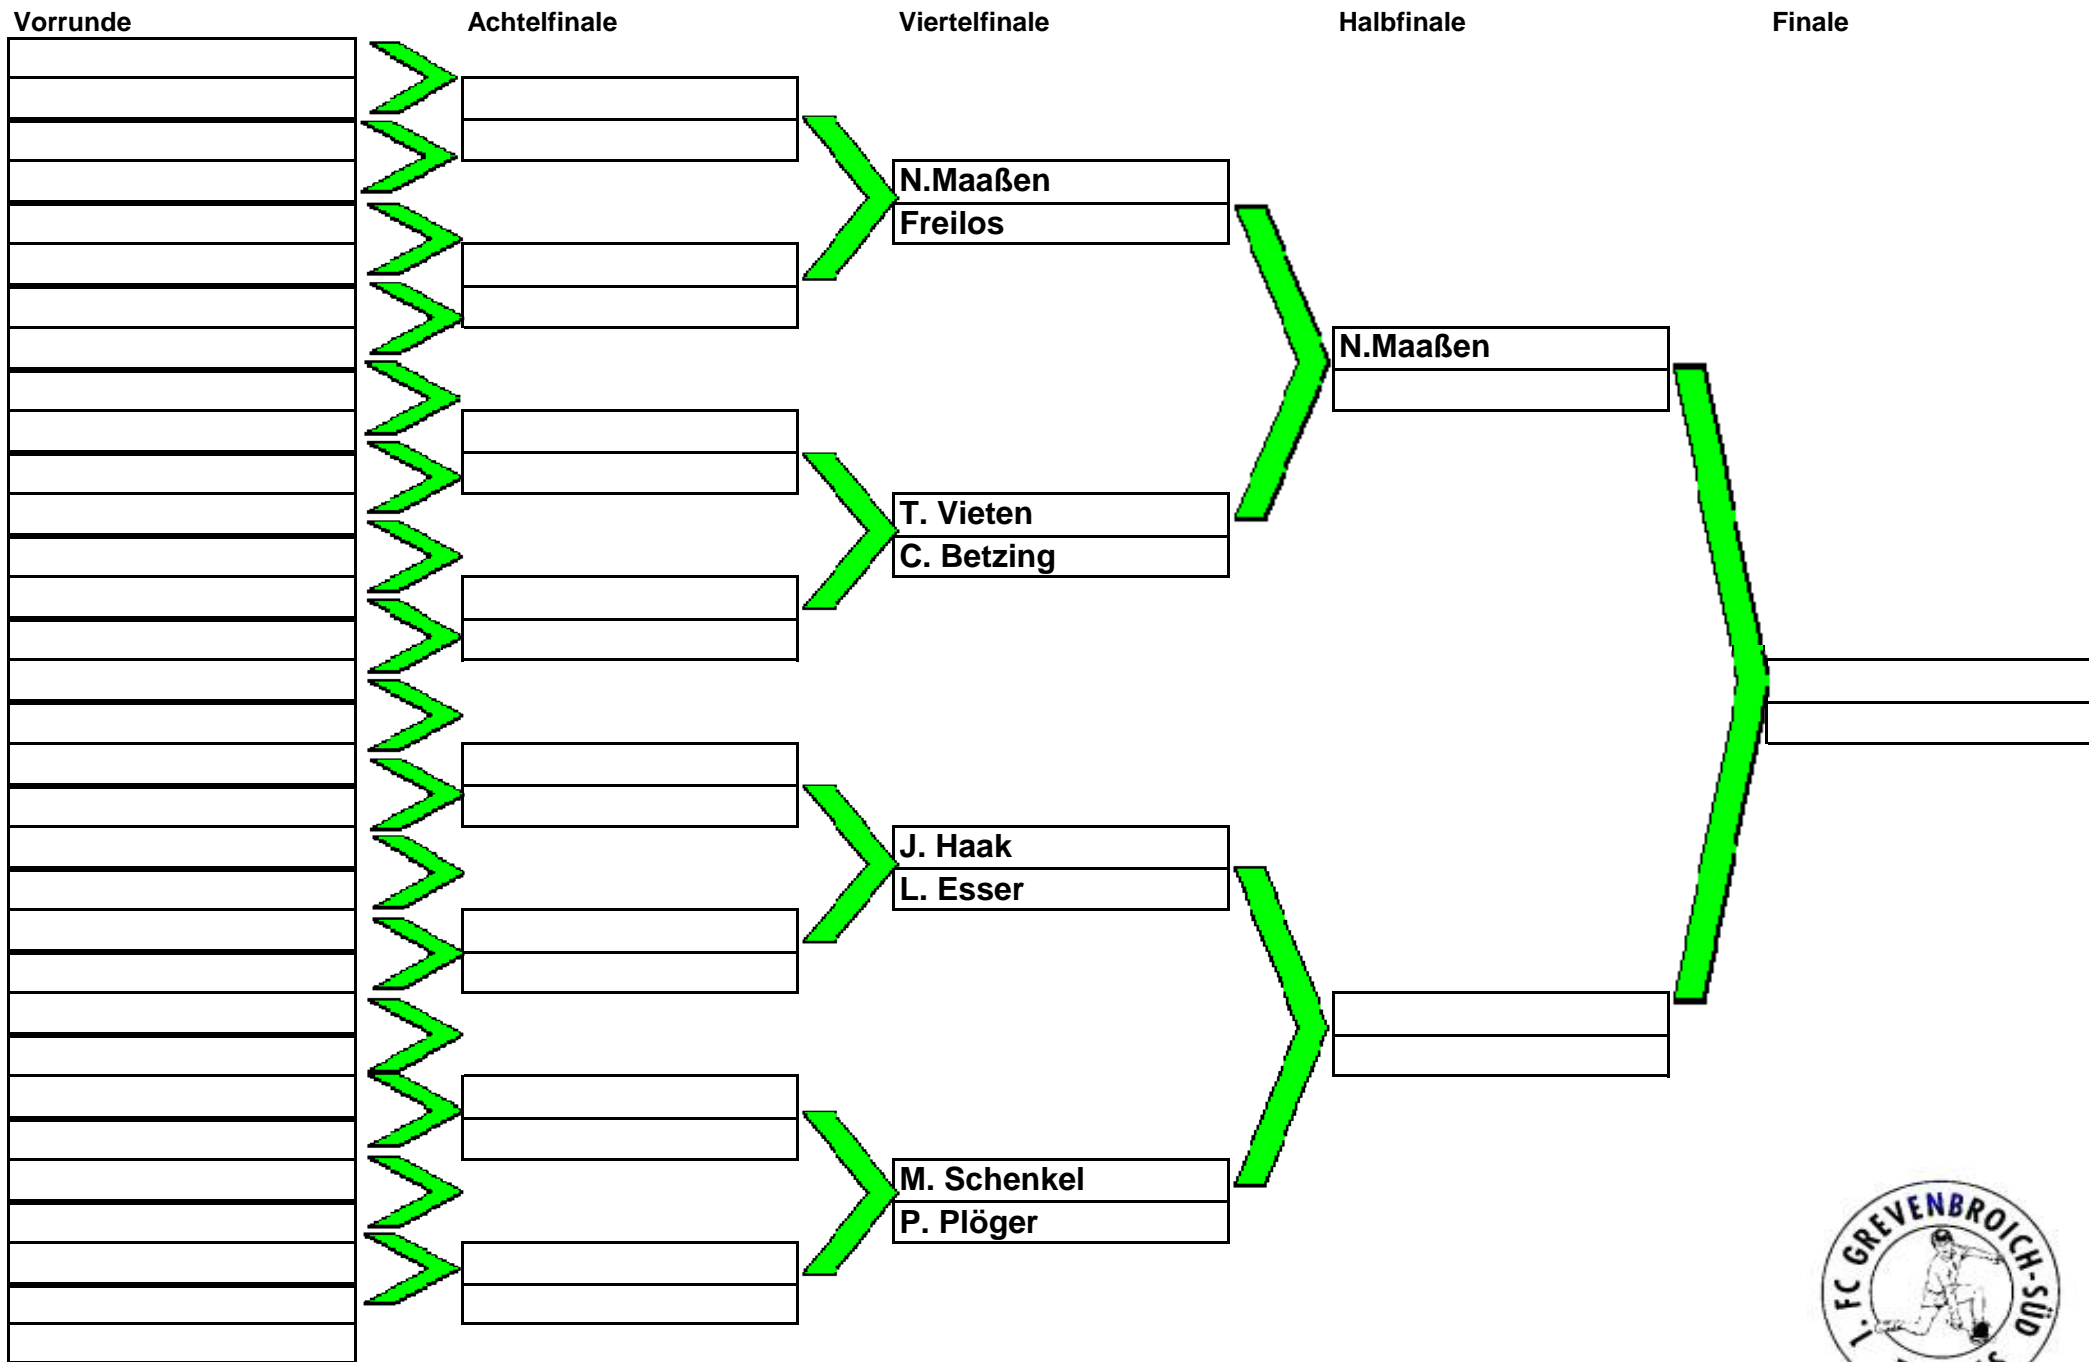 Vorrunde Achtelfinale Viertelfinale Halbfinale Finale
N.Maaßen
Freilos
N.Maaßen
T. Vieten
C. Betzing
J. Haak
L. Esser
M. Schenkel
P. Plöger
1. FC GREVENBROICH-SÜD